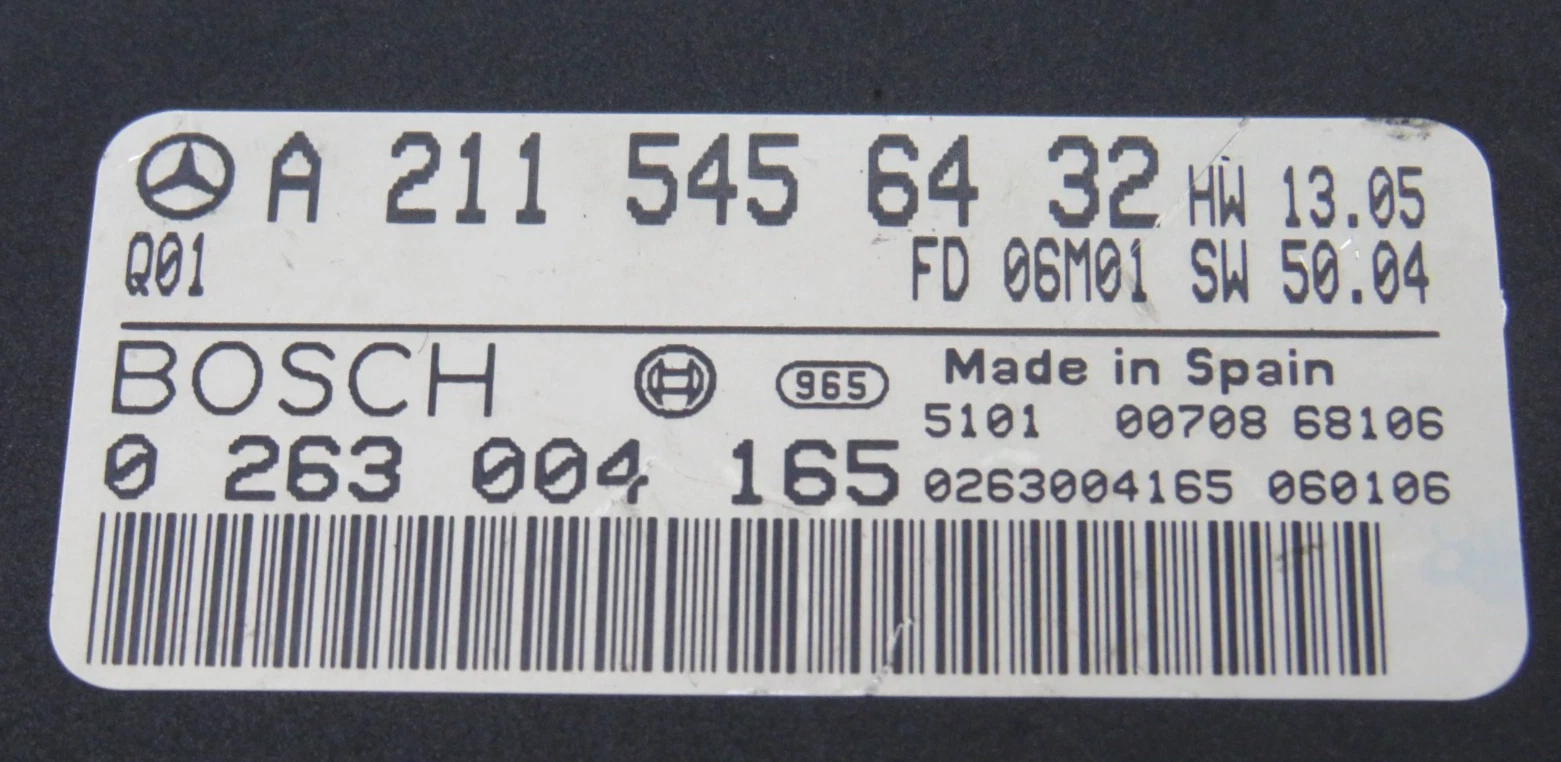 A 211 545 64 32 HW 13.05
Q01 FD 06M01 SW 50.04
BOSCH 965 Made in Spain
5101 00708 68106
0 263 004 165 0263004165 060106